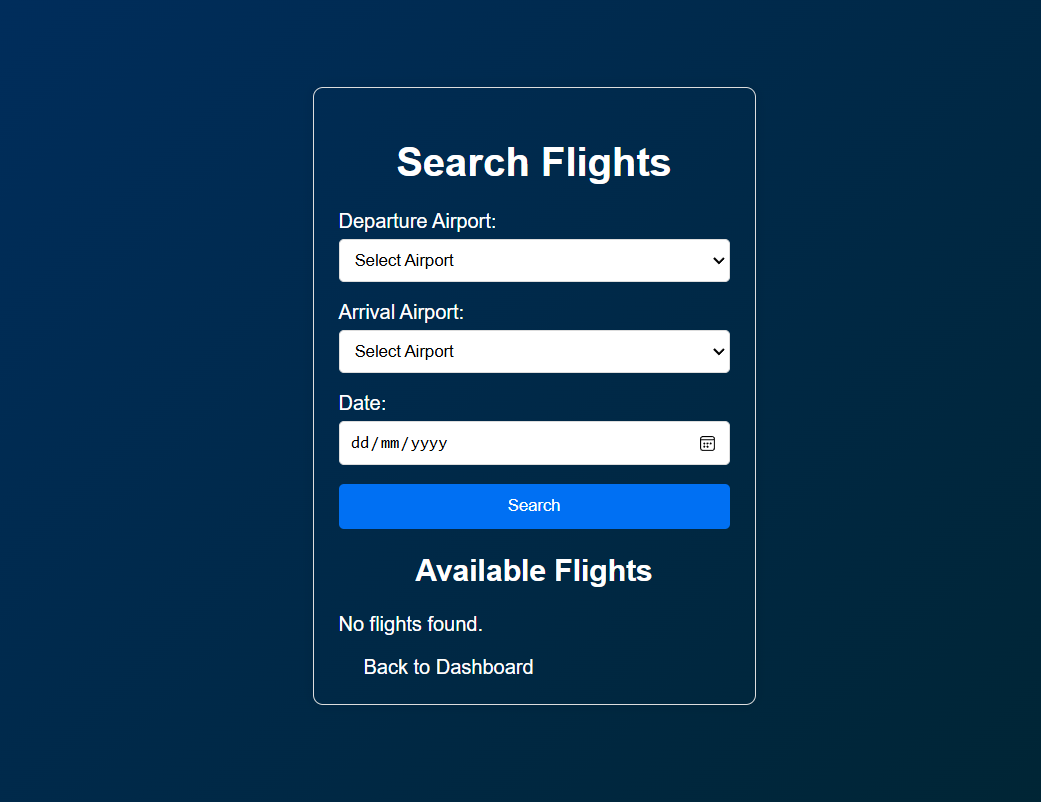 Search Flights
Departure Airport:
Select Airport
Arrival Airport:
Select Airport
Date:
dd/mm/yyyy
Search
Available Flights
No flights found.
Back to Dashboard